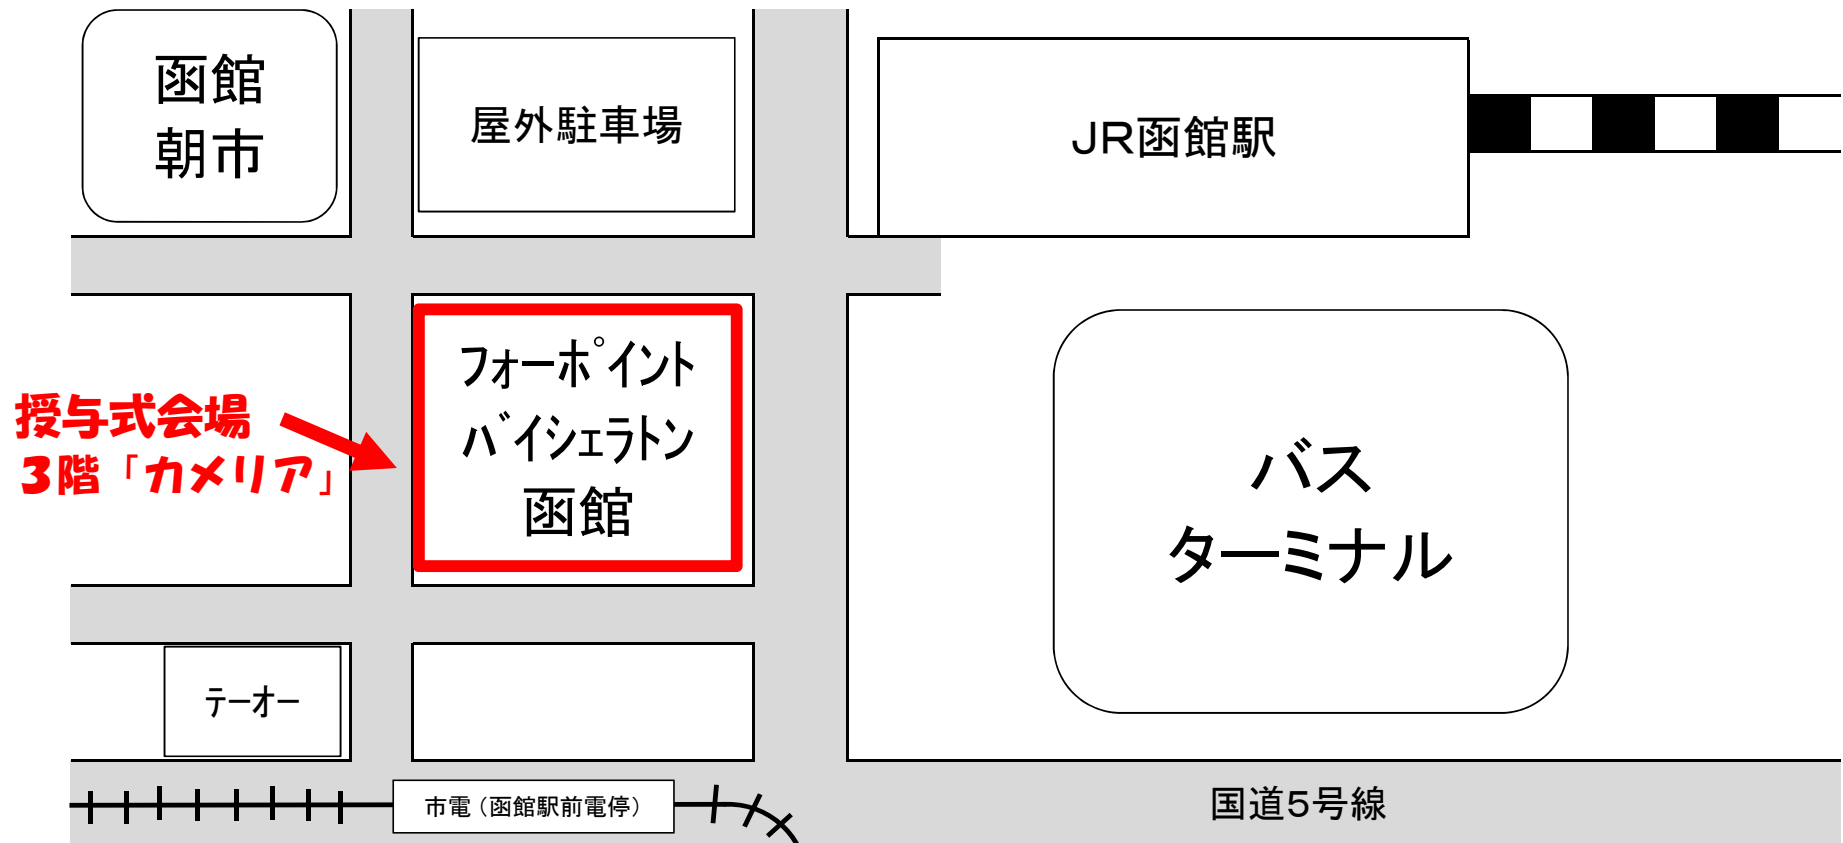 函館
朝市
屋外駐車場
JR函館駅
フォーポイント
バイシェラトン
函館
授与式会場
3階「カメリア」
バス
ターミナル
テーオー
市電(函館駅前電停)
国道5号線